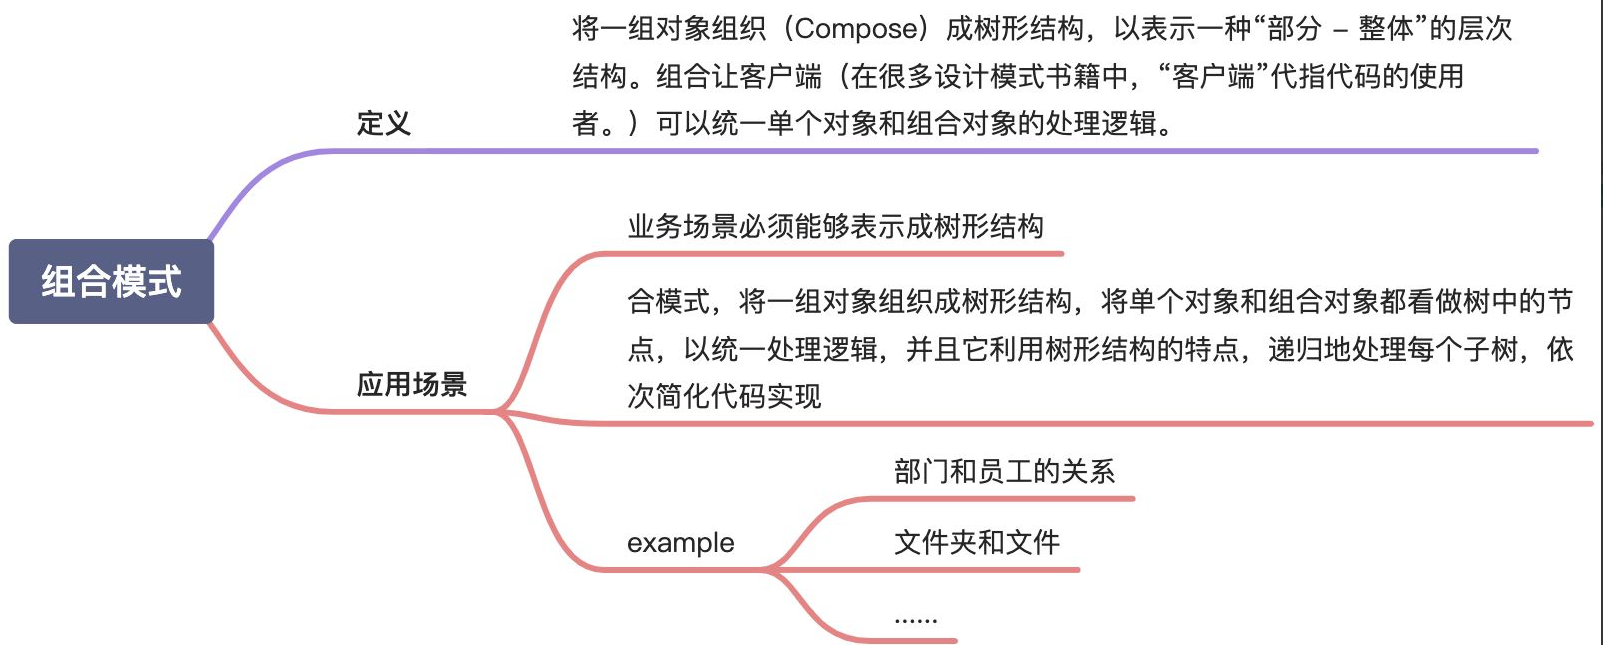 组合模式
定义
将一组对象组织（Compose）成树形结构，以表示一种“部分 – 整体”的层次
结构。组合让客户端（在很多设计模式书籍中，“客户端”代指代码的使用
者。）可以统一单个对象和组合对象的处理逻辑。
应用场景
业务场景必须能够表示成树形结构
合模式，将一组对象组织成树形结构，将单个对象和组合对象都看做树中的节
点，以统一处理逻辑，并且它利用树形结构的特点，递归地处理每个子树，依
次简化代码实现
example
部门和员工的关系
文件夹和文件
......